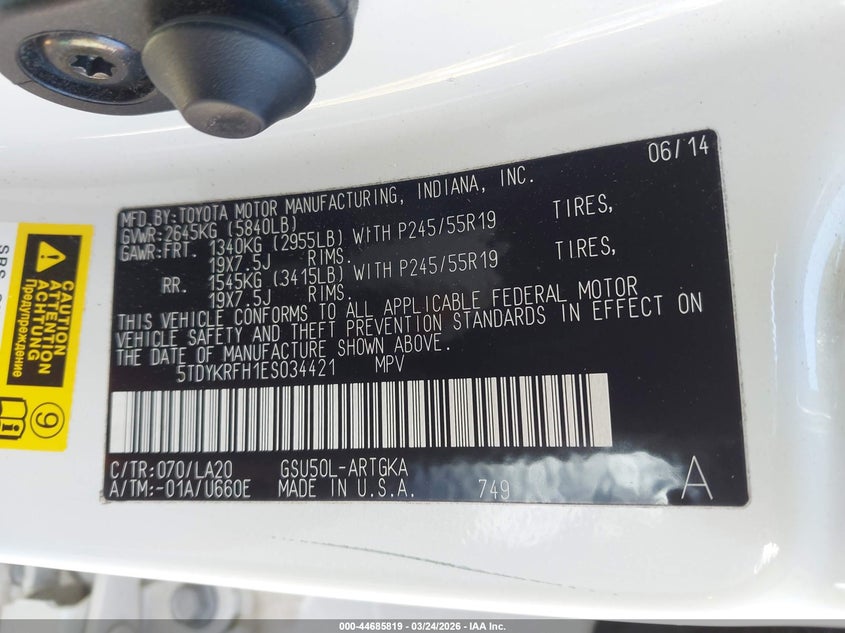 06/14
MFD.BY:TOYOTA MOTOR MANUFACTURING, INDIANA, INC.
GVWR:2645KG (5840LB)
GAWR:FRT. 1340KG (2955LB) WITH P245/55R19 TIRES,
19X7.5J RIMS.
RR. 1545KG (3415LB) WITH P245/55R19 TIRES,
19X7.5J RIMS.
THIS VEHICLE CONFORMS TO ALL APPLICABLE FEDERAL MOTOR
VEHICLE SAFETY AND THEFT PREVENTION STANDARDS IN EFFECT ON
THE DATE OF MANUFACTURE SHOWN ABOVE.
5TDYKRFH1ES034421 MPV
C/TR:070/LA20 GSU50L-ARTGKA
A/TM:-01A/U660E MADE IN U.S.A. 749 A
CAUTION
ATTENTION
ACHTUNG
Предупреждение
9
000-44685819 - 03/24/2026 - IAA Inc.